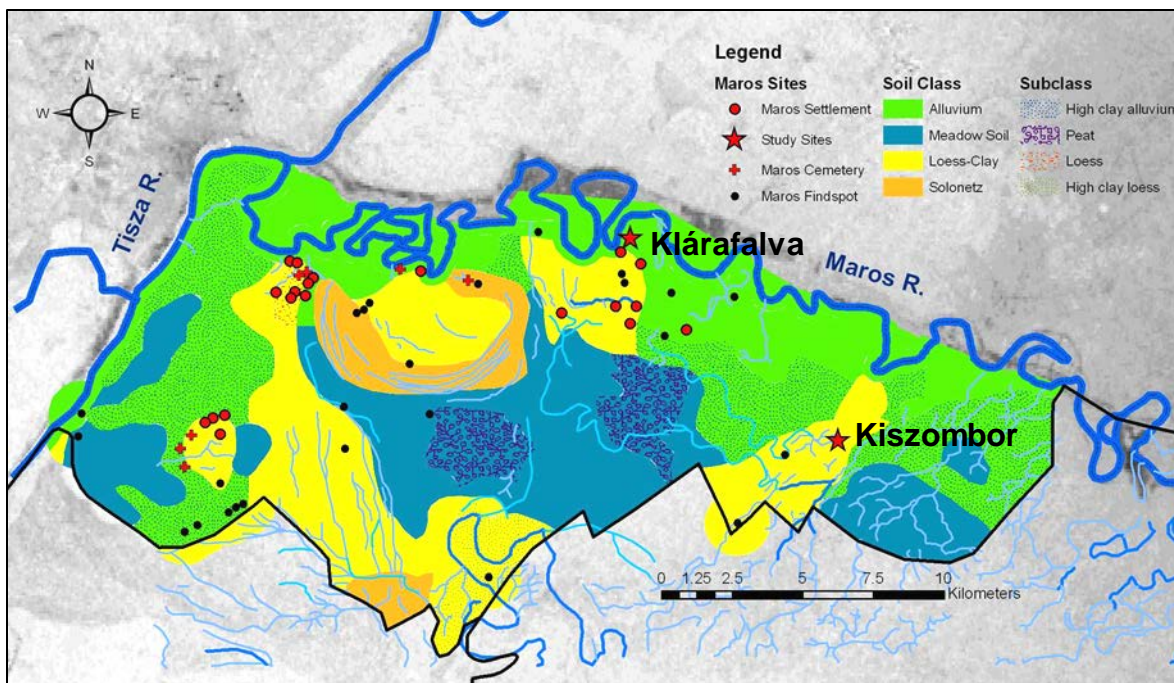 N
W E
S
Tisza R.
Legend
Maros Sites
Maros Settlement
Study Sites
Maros Cemetery
Maros Findspot
Soil Class
Alluvium
Meadow Soil
Loess-Clay
Solonetz
Subclass
High clay alluvium
Peat
Loess
High clay loess
Klárafalva
Maros R.
Kiszombor
0 1.25 2.5 5 7.5 10
Kilometers